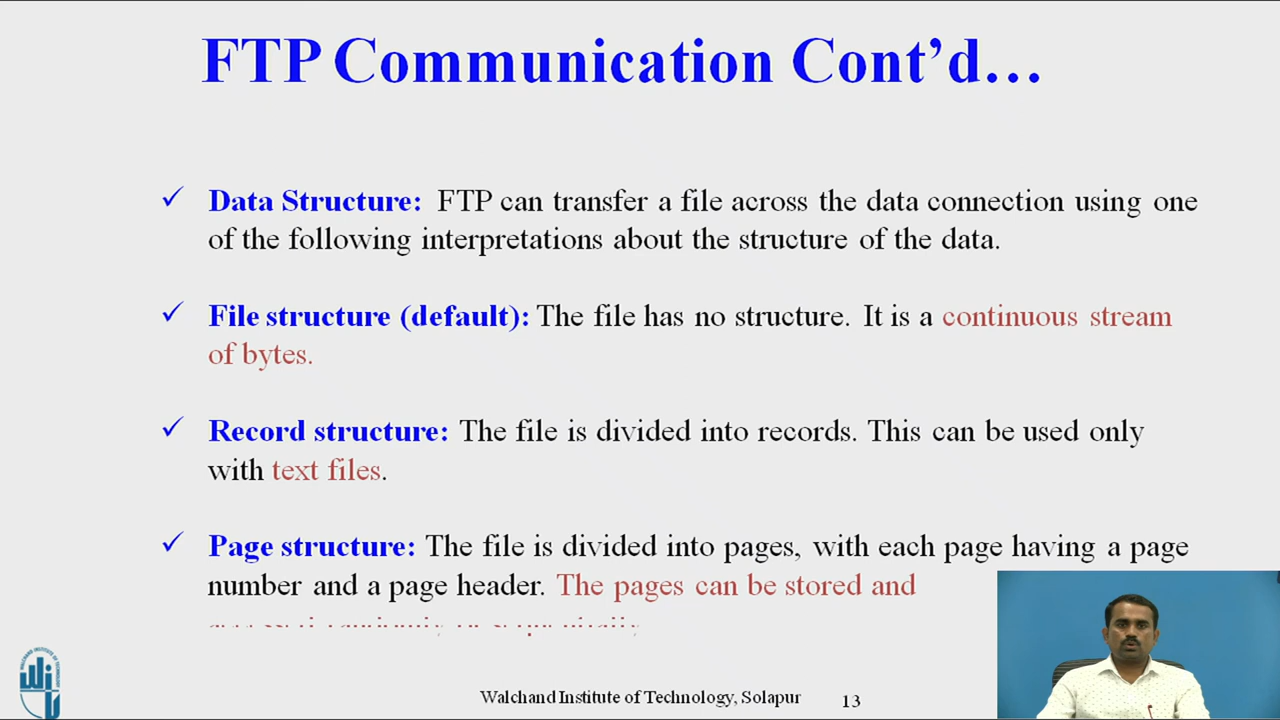 FTP Communication Cont’d…
✓ Data Structure: FTP can transfer a file across the data connection using one
of the following interpretations about the structure of the data.
✓ File structure (default): The file has no structure. It is a continuous stream
of bytes.
✓ Record structure: The file is divided into records. This can be used only
with text files.
✓ Page structure: The file is divided into pages, with each page having a page
number and a page header. The pages can be stored and
Walchand Institute of Technology, Solapur 13